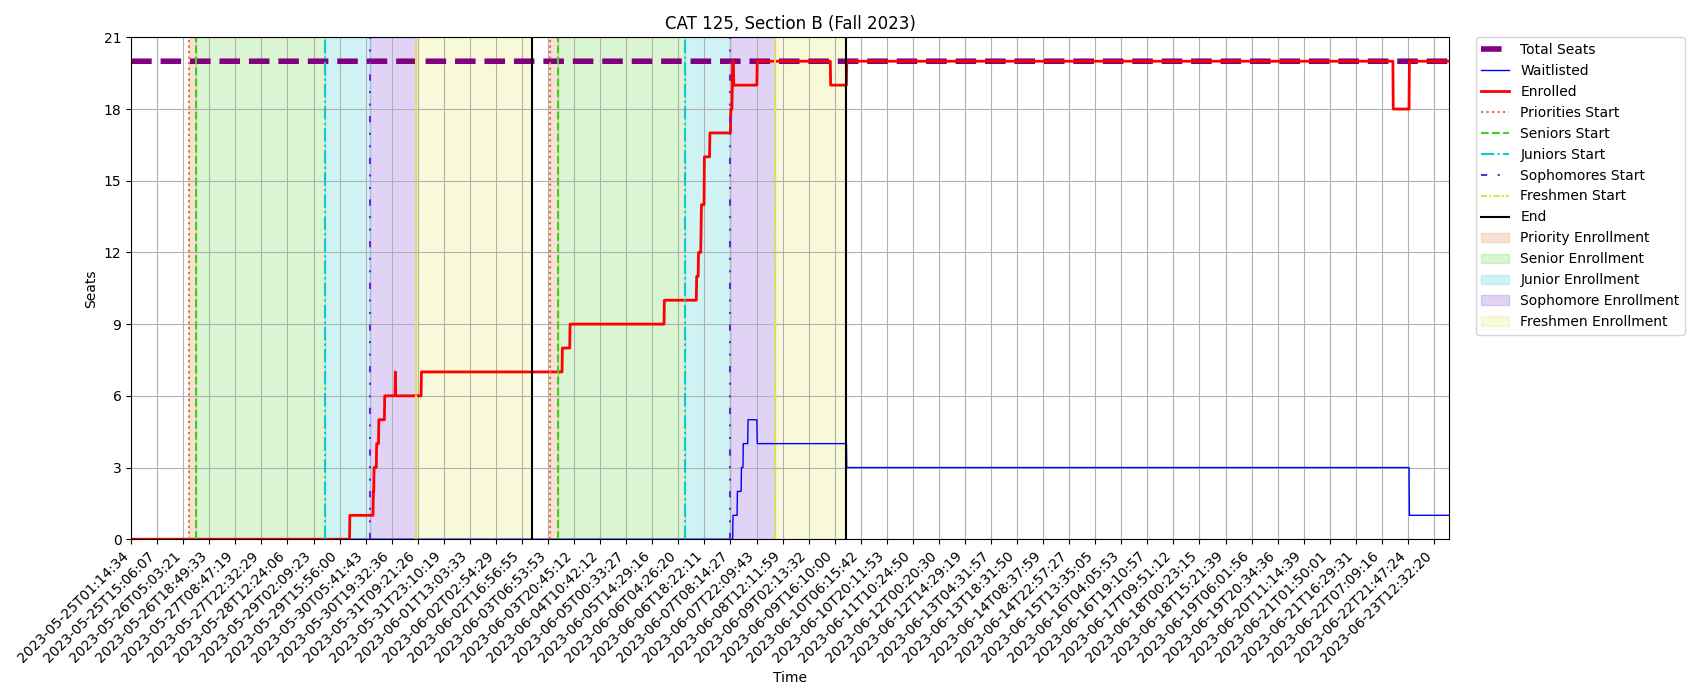 CAT 125, Section B (Fall 2023)
Seats
21
18
15
12
9
6
3
0
2023-05-25T01:14:34
2023-05-25T15:06:07
2023-05-26T05:03:21
2023-05-26T18:49:33
2023-05-27T08:47:19
2023-05-27T22:32:29
2023-05-28T12:24:06
2023-05-29T02:09:23
2023-05-29T15:56:00
2023-05-30T05:41:43
2023-05-30T19:32:36
2023-05-31T09:21:26
2023-05-31T23:10:19
2023-06-01T13:03:33
2023-06-02T02:54:29
2023-06-02T16:56:55
2023-06-03T06:53:53
2023-06-03T20:45:12
2023-06-04T10:42:12
2023-06-05T00:33:27
2023-06-05T14:29:16
2023-06-06T04:26:20
2023-06-06T18:22:11
2023-06-07T08:14:27
2023-06-07T22:09:43
2023-06-08T12:11:59
2023-06-09T02:13:32
2023-06-09T16:10:00
2023-06-10T06:15:42
2023-06-10T20:11:53
2023-06-11T10:24:50
2023-06-12T00:20:30
2023-06-12T14:29:19
2023-06-13T04:31:57
2023-06-13T18:31:50
2023-06-14T08:37:59
2023-06-14T22:57:27
2023-06-15T13:35:05
2023-06-16T04:05:53
2023-06-16T19:10:57
2023-06-17T09:51:12
2023-06-18T00:23:15
2023-06-18T15:21:39
2023-06-19T06:01:56
2023-06-19T20:34:36
2023-06-20T11:14:39
2023-06-21T01:50:01
2023-06-21T16:29:31
2023-06-22T07:09:16
2023-06-22T21:47:24
2023-06-23T12:32:20
Time
Total Seats
Waitlisted
Enrolled
Priorities Start
Seniors Start
Juniors Start
Sophomores Start
Freshmen Start
End
Priority Enrollment
Senior Enrollment
Junior Enrollment
Sophomore Enrollment
Freshmen Enrollment